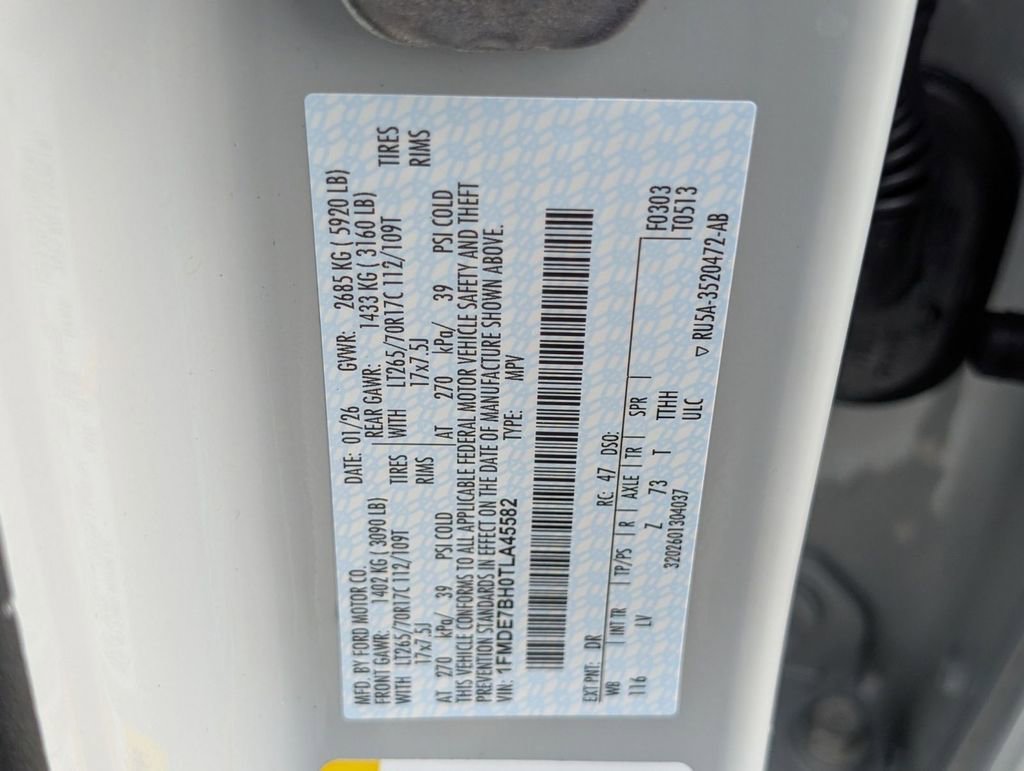 MFD. BY FORD MOTOR CO.
DATE: 01/26 GVWR: 2685 KG ( 5920 LB)
FRONT GAWR: 1402 KG ( 3090 LB) REAR GAWR: 1433 KG ( 3160 LB)
WITH LT265/70R17C 112/109T TIRES WITH LT265/70R17C 112/109T TIRES
17x7.5J RIMS 17x7.5J RIMS
AT 270 kPa/ 39 PSI COLD AT 270 kPa/ 39 PSI COLD
THIS VEHICLE CONFORMS TO ALL APPLICABLE FEDERAL MOTOR VEHICLE SAFETY AND THEFT
PREVENTION STANDARDS IN EFFECT ON THE DATE OF MANUFACTURE SHOWN ABOVE.
VIN: 1FMDE7BH0TLA45582 TYPE: MPV
EXT PNT: DR RC: 47 DSO:
WB INT TR TP/PS R AXLE TR SPR F0303
116 LV Z 73 T TTHH T0513
ULC
3202601304037 ▽ RU5A-3520472-AB